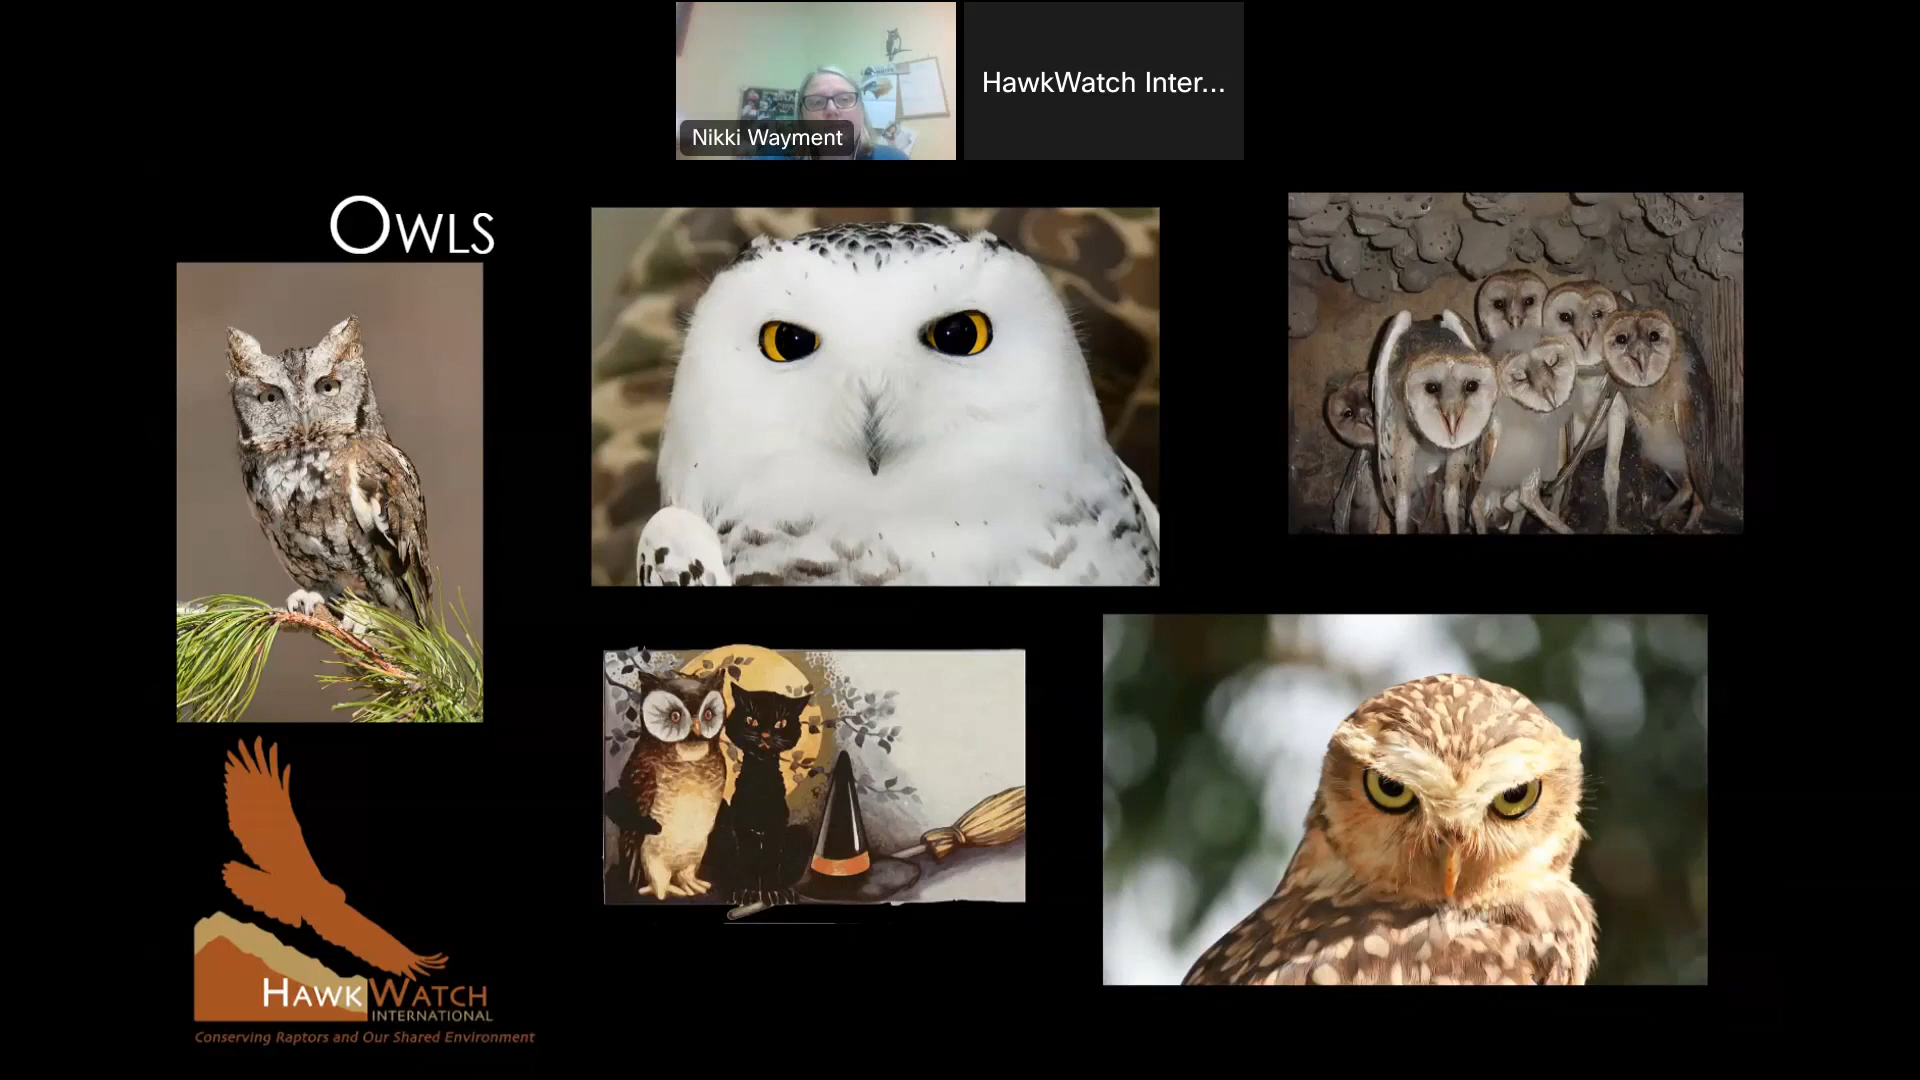 Nikki Wayment
HawkWatch Inter...
Owls
HawkWatch
International
Conserving Raptors and Our Shared Environment